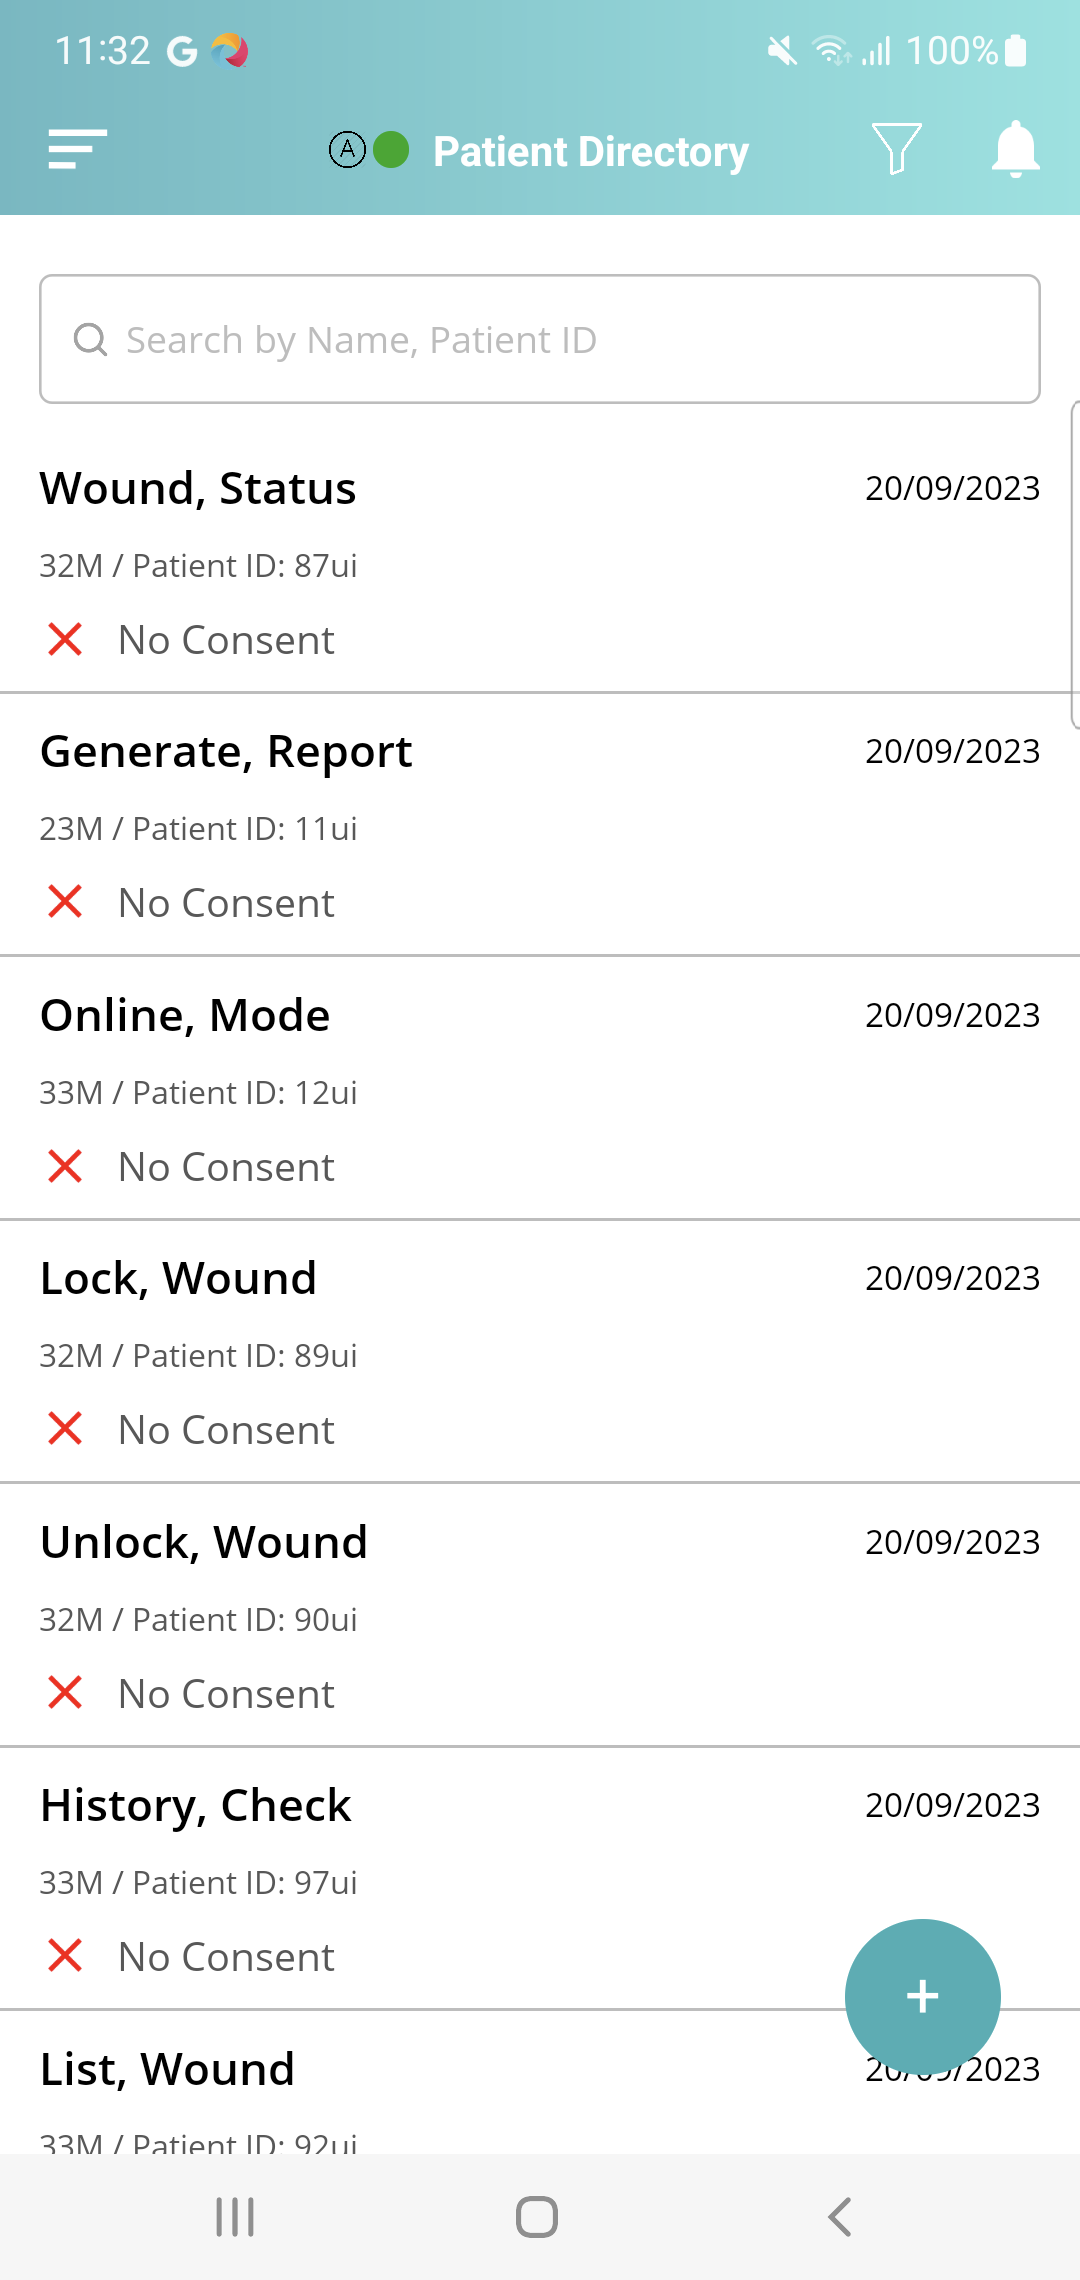 11:32 G 100%
A Patient Directory
Search by Name, Patient ID
Wound, Status 20/09/2023
32M / Patient ID: 87ui
No Consent
Generate, Report 20/09/2023
23M / Patient ID: 11ui
No Consent
Online, Mode 20/09/2023
33M / Patient ID: 12ui
No Consent
Lock, Wound 20/09/2023
32M / Patient ID: 89ui
No Consent
Unlock, Wound 20/09/2023
32M / Patient ID: 90ui
No Consent
History, Check 20/09/2023
33M / Patient ID: 97ui
No Consent
+
List, Wound 20/09/2023
33M / Patient ID: 92ui